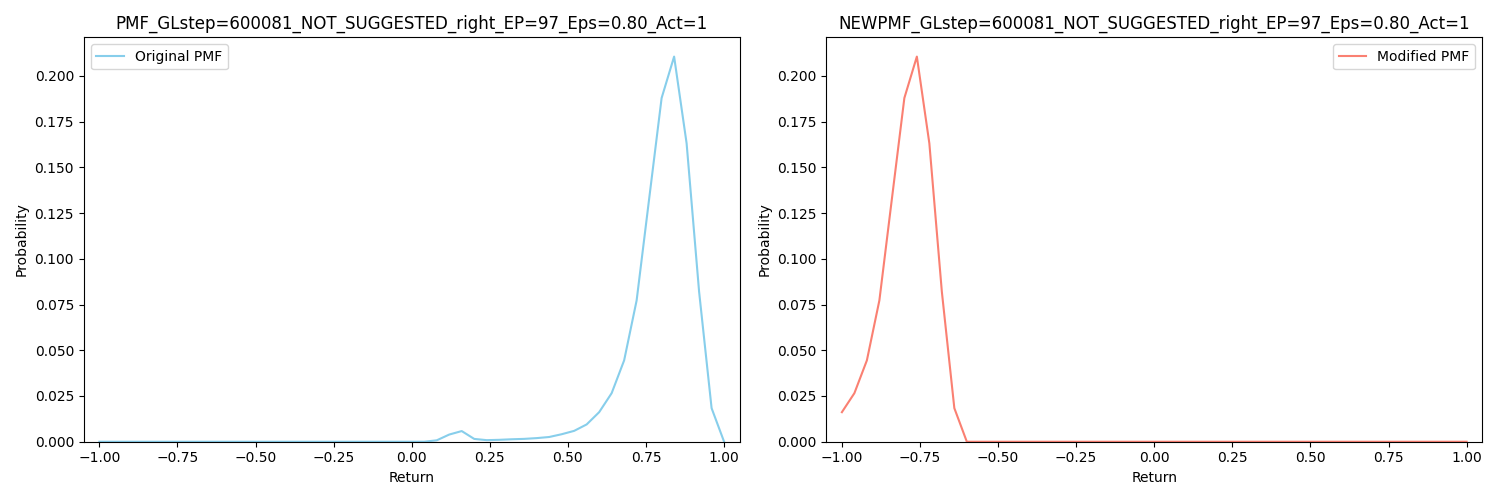 PMF_GLstep=600081_NOT_SUGGESTED_right_EP=97_Eps=0.80_Act=1
Original PMF
0.200
0.175
0.150
0.125
0.100
0.075
0.050
0.025
0.000
Probability
−1.00 −0.75 −0.50 −0.25 0.00 0.25 0.50 0.75 1.00
Return
NEWPMF_GLstep=600081_NOT_SUGGESTED_right_EP=97_Eps=0.80_Act=1
Modified PMF
0.200
0.175
0.150
0.125
0.100
0.075
0.050
0.025
0.000
Probability
−1.00 −0.75 −0.50 −0.25 0.00 0.25 0.50 0.75 1.00
Return